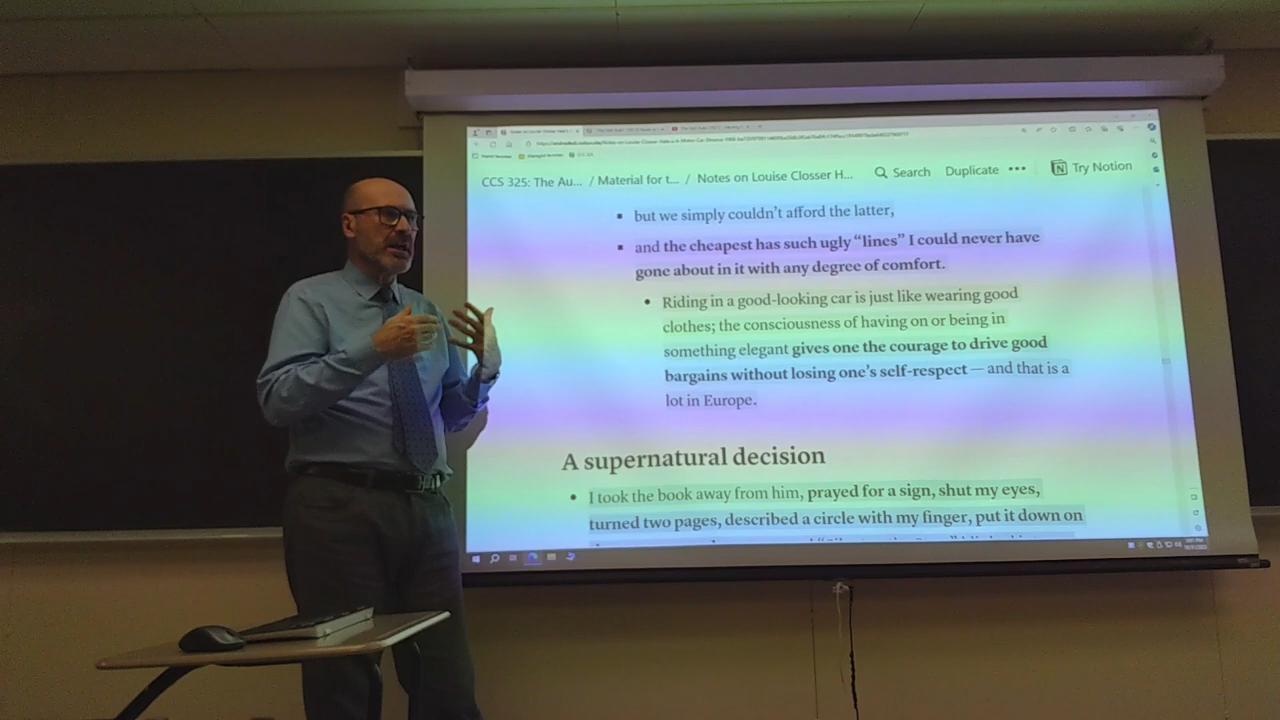 CCS 325: The Au... / Material for t... / Notes on Louise Closser H... Search Duplicate ••• Try Notion
but we simply couldn't afford the latter,
and the cheapest has such ugly “lines” I could never have
gone about in it with any degree of comfort.
Riding in a good-looking car is just like wearing good
clothes; the consciousness of having on or being in
something elegant gives one the courage to drive good
bargains without losing one's self-respect — and that is a
lot in Europe.
A supernatural decision
I took the book away from him, prayed for a sign, shut my eyes,
turned two pages, described a circle with my finger, put it down on